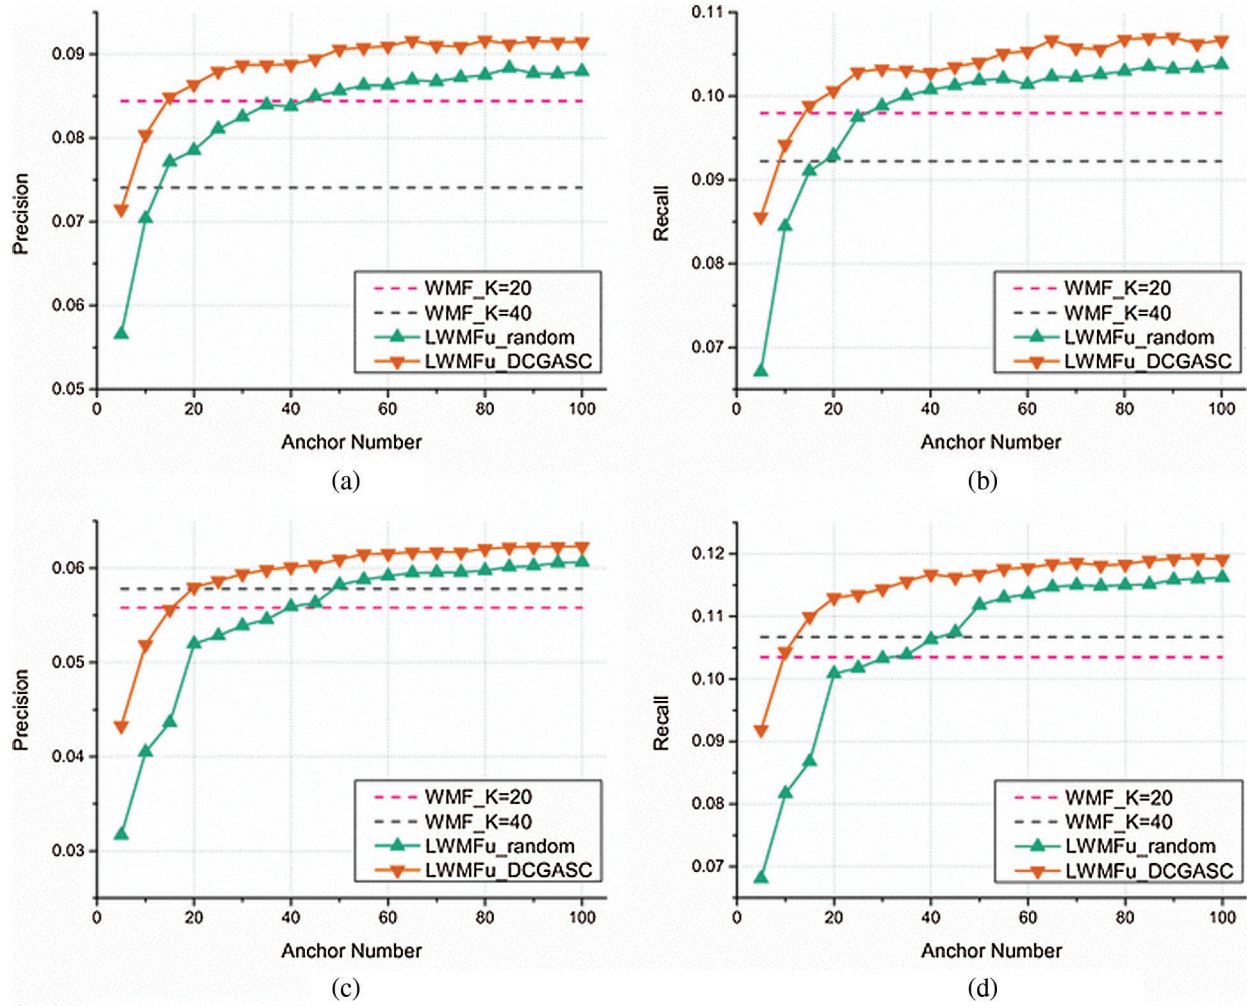 0.09
0.08
0.07
0.06
0.05
Precision
WMF_K=20
WMF_K=40
LWMFu_random
LWMFu_DCGASC
0 20 40 60 80 100
Anchor Number
(a)
0.11
0.10
0.09
0.08
0.07
Recall
WMF_K=20
WMF_K=40
LWMFu_random
LWMFu_DCGASC
0 20 40 60 80 100
Anchor Number
(b)
0.06
0.05
0.04
0.03
Precision
WMF_K=20
WMF_K=40
LWMFu_random
LWMFu_DCGASC
0 20 40 60 80 100
Anchor Number
(c)
0.12
0.11
0.10
0.09
0.08
0.07
Recall
WMF_K=20
WMF_K=40
LWMFu_random
LWMFu_DCGASC
0 20 40 60 80 100
Anchor Number
(d)